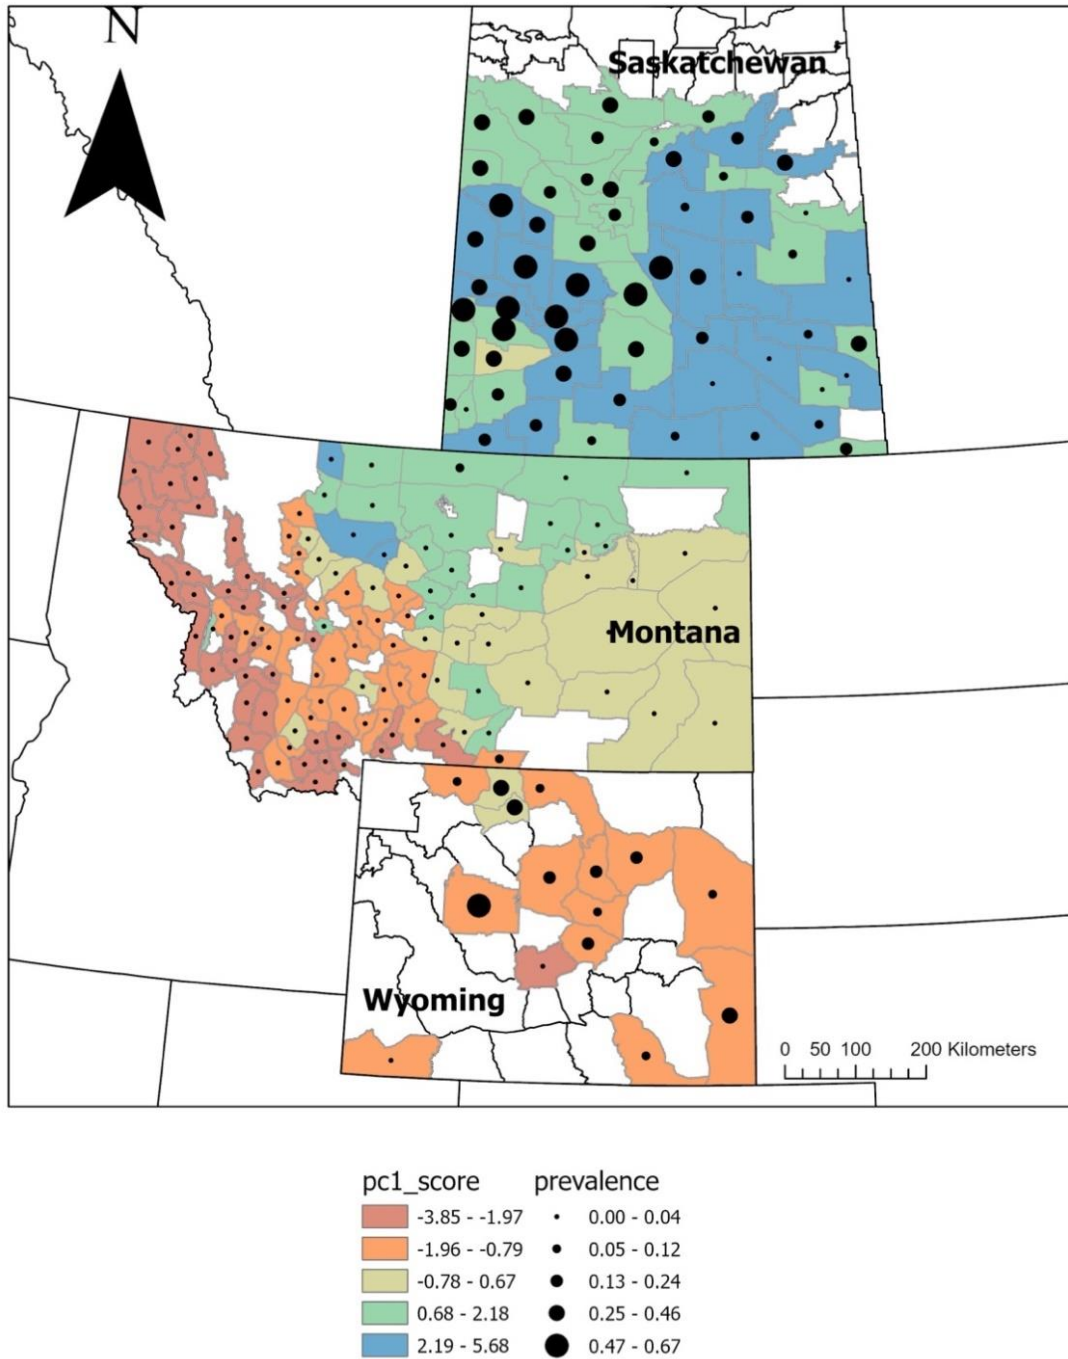 N
Saskatchewan
Montana
Wyoming
0 50 100 200 Kilometers
pc1_score prevalence
-3.85 - -1.97 0.00 - 0.04
-1.96 - -0.79 0.05 - 0.12
-0.78 - 0.67 0.13 - 0.24
0.68 - 2.18 0.25 - 0.46
2.19 - 5.68 0.47 - 0.67